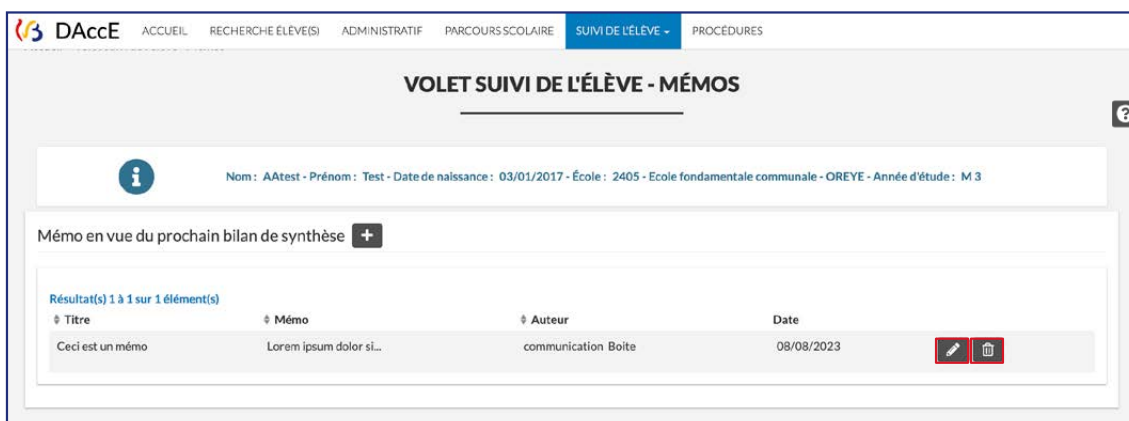 DAccE ACCUEIL RECHERCHE ÉLÈVE(S) ADMINISTRATIF PARCOURS SCOLAIRE SUIVI DE L'ÉLÈVE PROCÉDURES
VOLET SUIVI DE L'ÉLÈVE - MÉMOS
?
i
Nom : AAtest - Prénom : Test - Date de naissance : 03/01/2017 - École : 2405 - Ecole fondamentale communale - OREYE - Année d'étude : M 3
Mémo en vue du prochain bilan de synthèse +
Résultat(s) 1 à 1 sur 1 élément(s)
Titre Mémo Auteur Date
Ceci est un mémo Lorem ipsum dolor si... communication Boite 08/08/2023